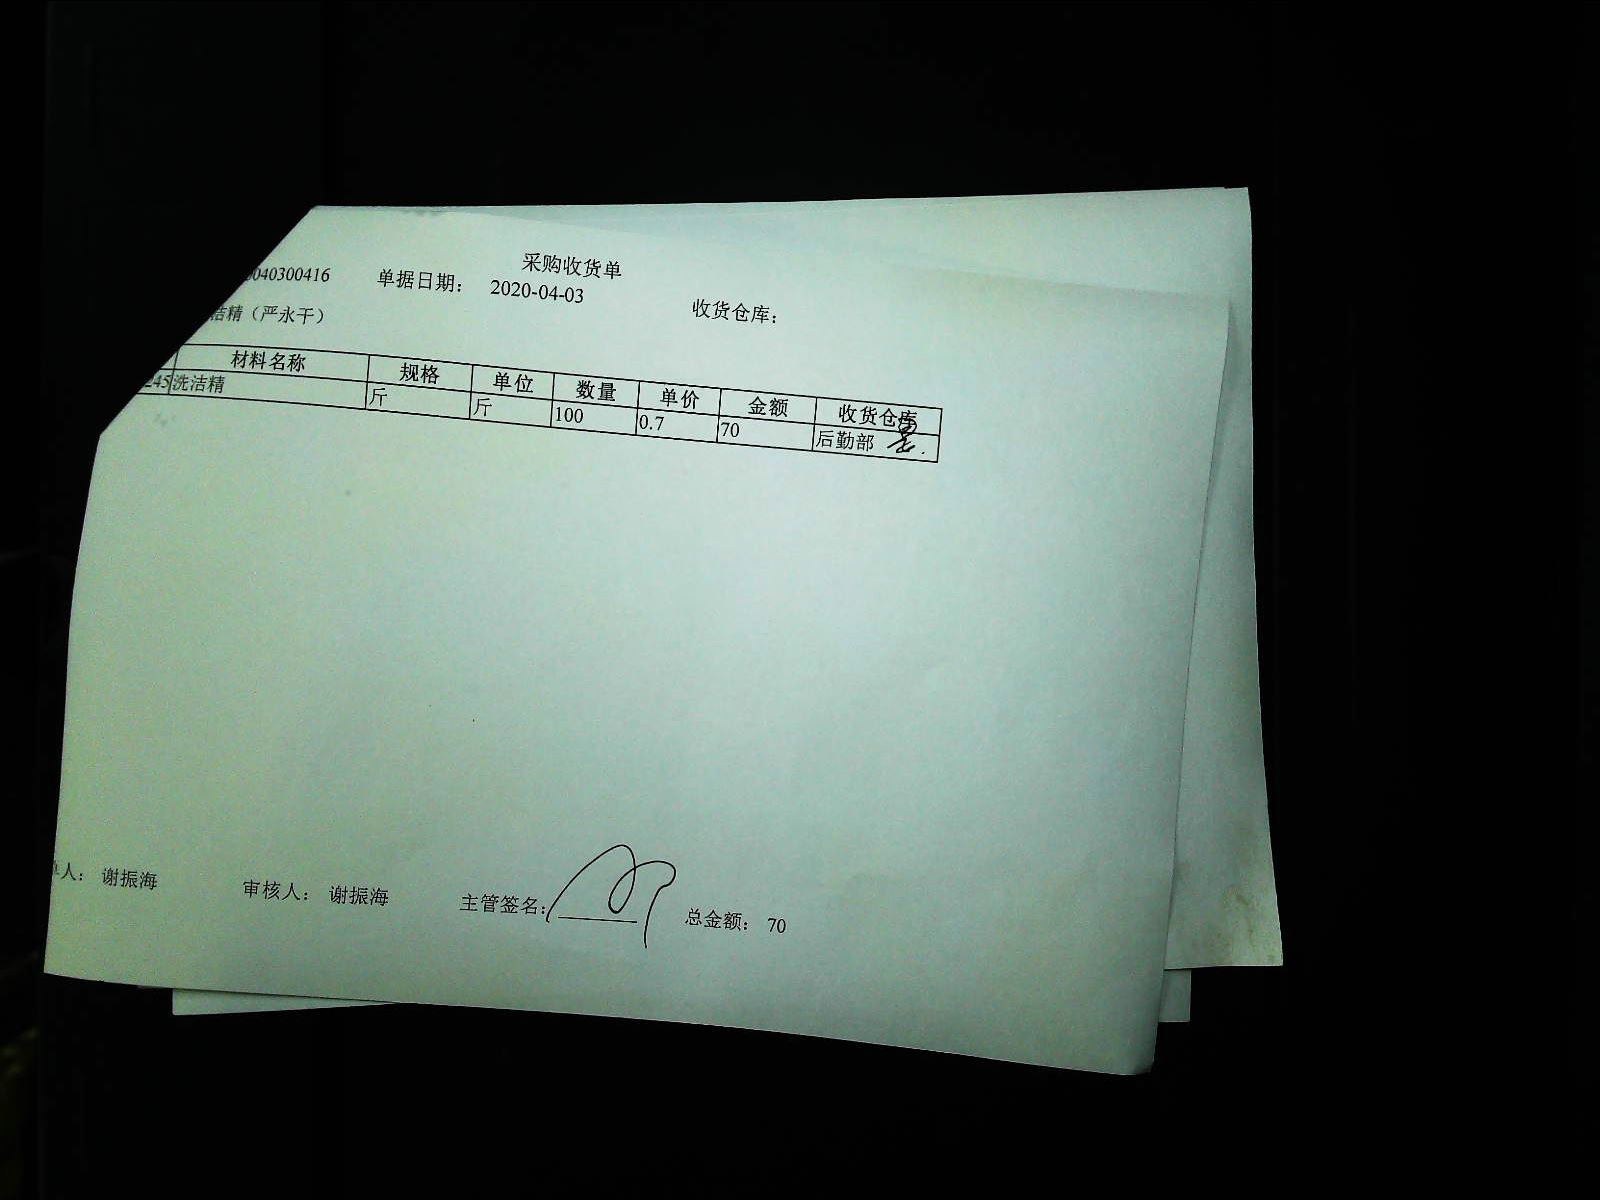 采购收货单
040300416 单据日期： 2020-04-03 收货仓库：
洁精（严永干）
材料名称 规格 单位 数量 单价 金额 收货仓库
245 洗洁精 斤 斤 100 0.7 70 后勤部
人： 谢振海 审核人： 谢振海 主管签名： 总金额： 70